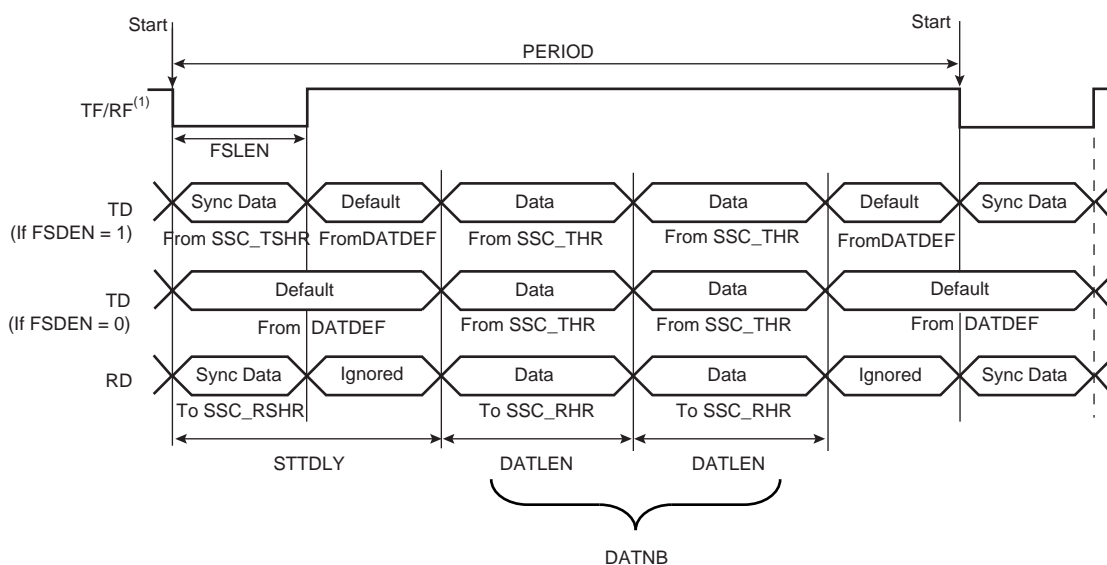 Start
Start
PERIOD
TF/RF(1)
FSLEN
TD
(If FSDEN = 1)
Sync Data
Default
Data
Data
Default
Sync Data
From SSC_TSHR
FromDATDEF
From SSC_THR
From SSC_THR
FromDATDEF
TD
(If FSDEN = 0)
Default
Data
Data
Default
From DATDEF
From SSC_THR
From SSC_THR
From DATDEF
RD
Sync Data
Ignored
Data
Data
Ignored
Sync Data
To SSC_RSHR
To SSC_RHR
To SSC_RHR
STTDLY
DATLEN
DATLEN
DATNB